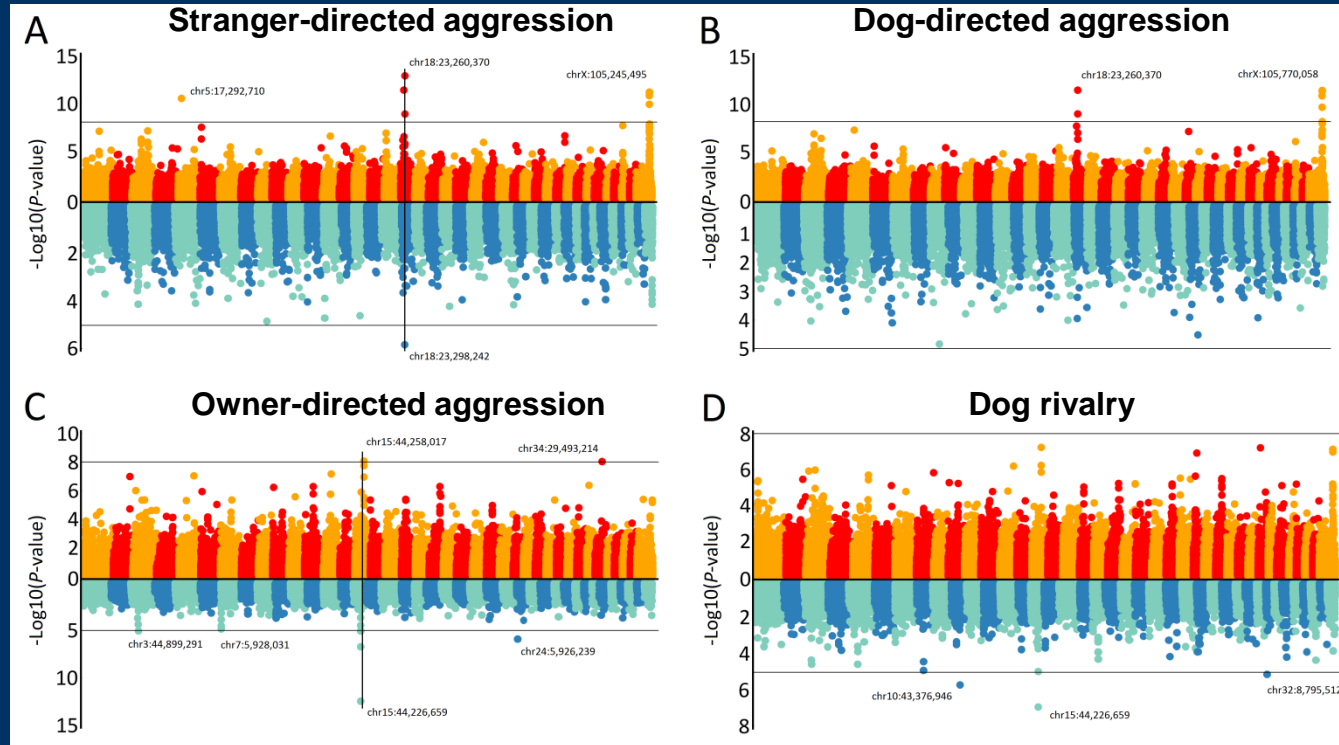 A Stranger-directed aggression
-Log10(P-value)
15
10
5
0
2
4
6
chr5:17,292,710
chr18:23,260,370
chrX:105,245,495
chr18:23,298,242
B Dog-directed aggression
-Log10(P-value)
15
10
5
0
1
2
3
4
5
chr18:23,260,370
chrX:105,770,058
C Owner-directed aggression
-Log10(P-value)
10
8
6
4
2
0
5
10
15
chr15:44,258,017
chr34:29,493,214
chr3:44,899,291
chr7:5,928,031
chr24:5,926,239
chr15:44,226,659
D Dog rivalry
-Log10(P-value)
8
6
4
2
0
2
4
6
8
chr10:43,376,946
chr32:8,795,512
chr15:44,226,659